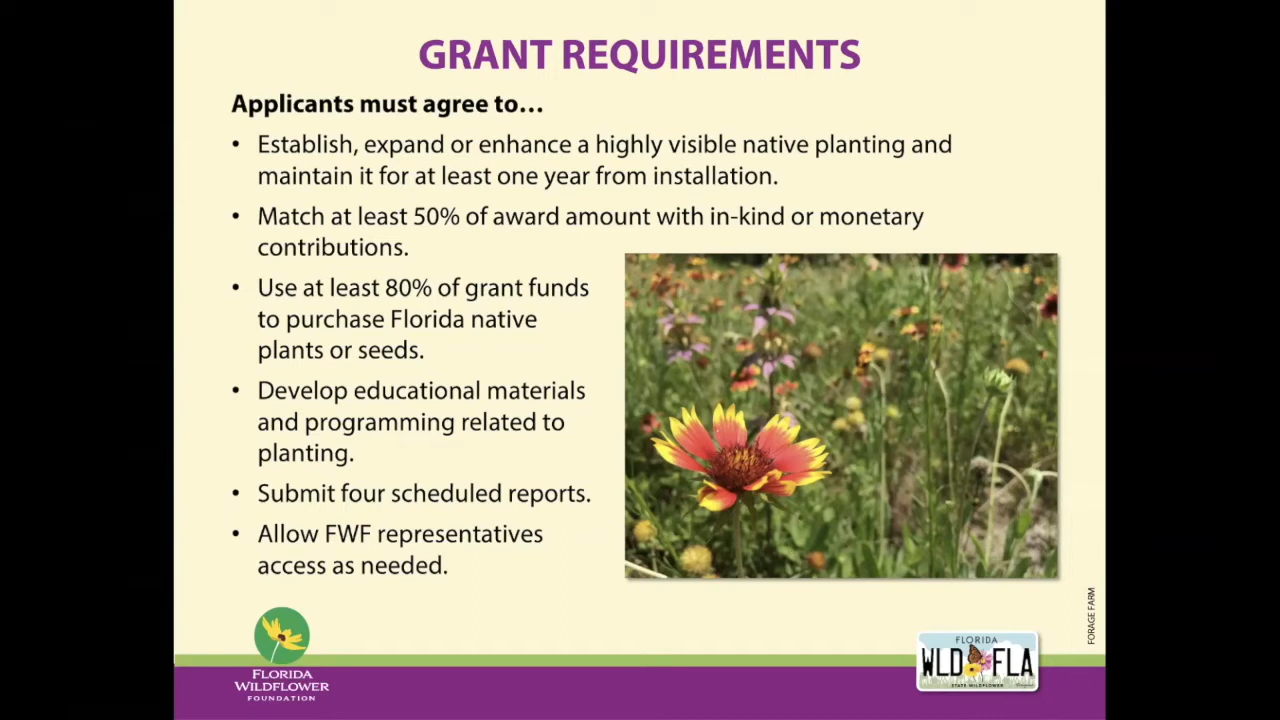 GRANT REQUIREMENTS
Applicants must agree to…
• Establish, expand or enhance a highly visible native planting and
maintain it for at least one year from installation.
• Match at least 50% of award amount with in-kind or monetary
contributions.
• Use at least 80% of grant funds
to purchase Florida native
plants or seeds.
• Develop educational materials
and programming related to
planting.
• Submit four scheduled reports.
• Allow FWF representatives
access as needed.
FORAGE FARM
FLORIDA
WILDFLOWER
FOUNDATION
FLORIDA
WLD FLA
STATE WILDFLOWER